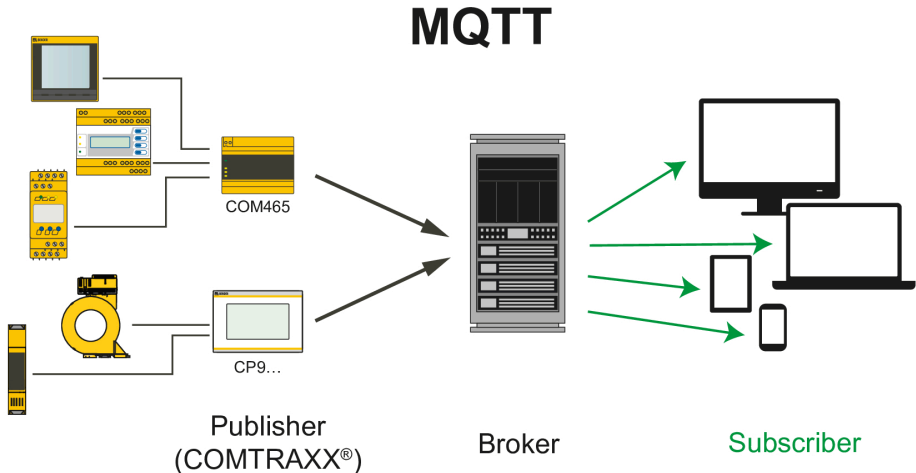 MQTT
COM465
CP9...
Publisher
(COMTRAXX®)
Broker
Subscriber